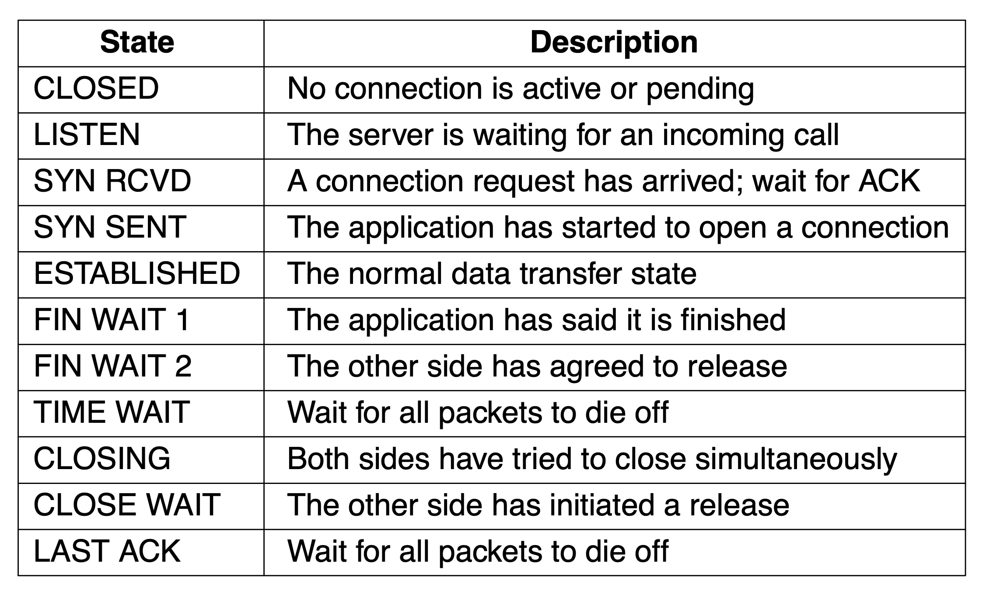 State Description
CLOSED No connection is active or pending
LISTEN The server is waiting for an incoming call
SYN RCVD A connection request has arrived; wait for ACK
SYN SENT The application has started to open a connection
ESTABLISHED The normal data transfer state
FIN WAIT 1 The application has said it is finished
FIN WAIT 2 The other side has agreed to release
TIME WAIT Wait for all packets to die off
CLOSING Both sides have tried to close simultaneously
CLOSE WAIT The other side has initiated a release
LAST ACK Wait for all packets to die off